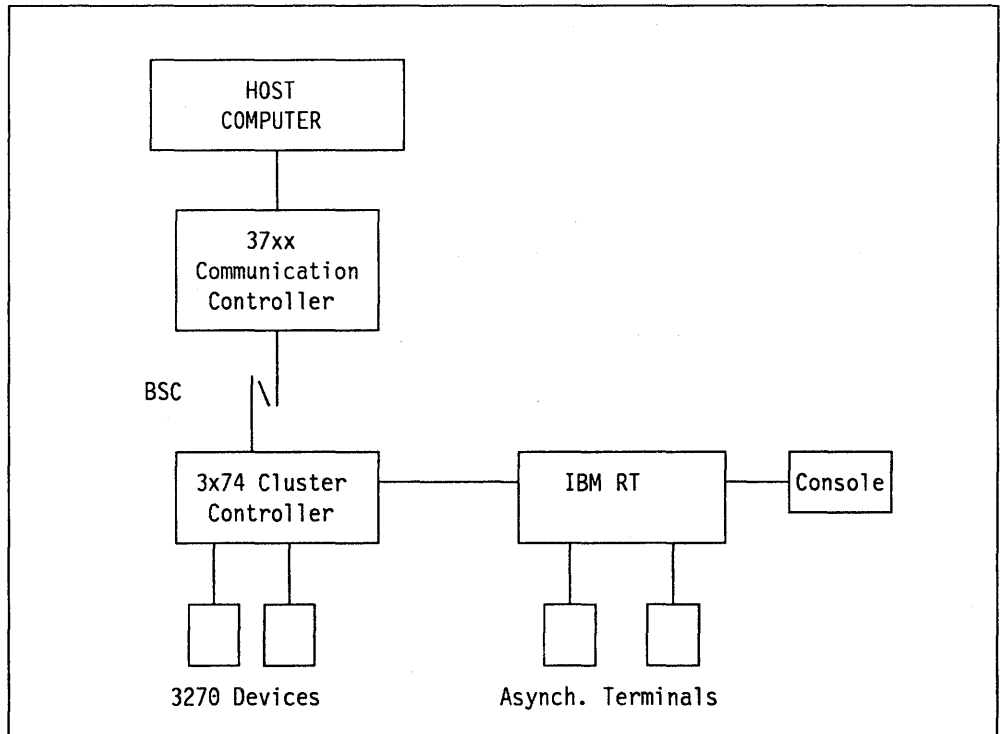 HOST
COMPUTER
37xx
Communication
Controller
BSC
3x74 Cluster
Controller
IBM RT
Console
3270 Devices
Asynch. Terminals